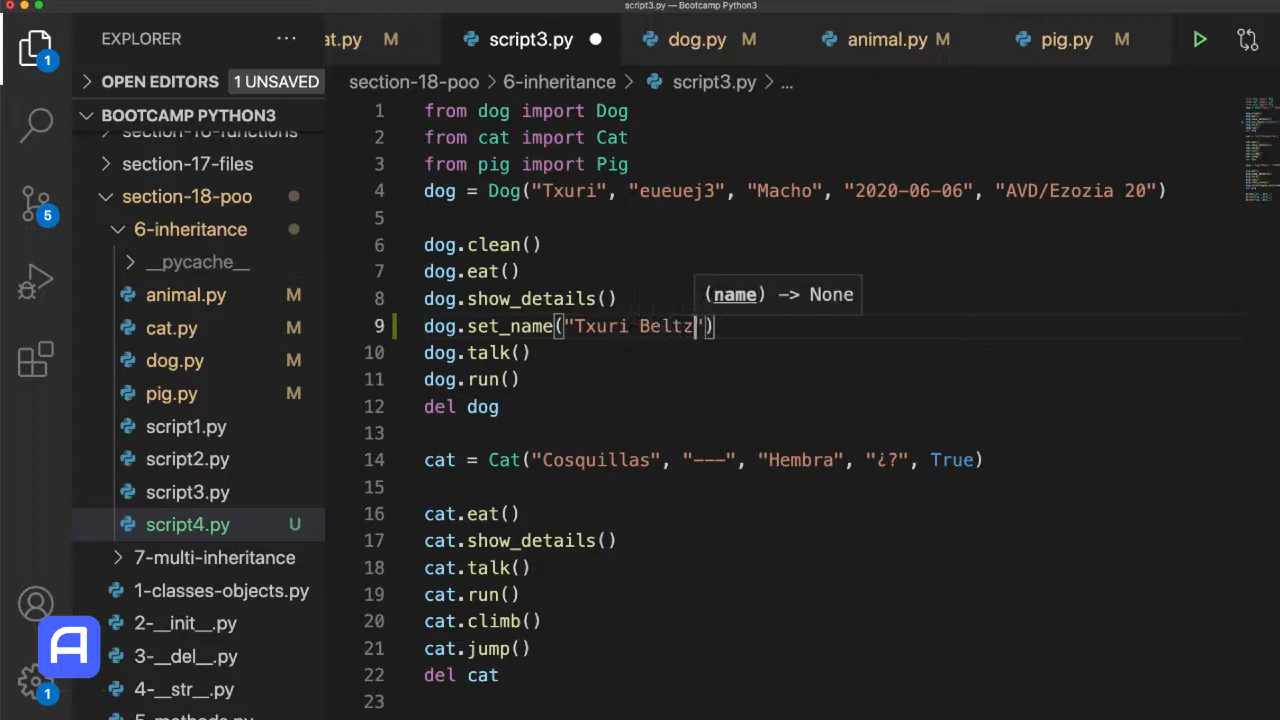 script3.py — Bootcamp Python3
EXPLORER ···
at.py M script3.py dog.py M animal.py M pig.py M
1
OPEN EDITORS 1 UNSAVED
section-18-poo > 6-inheritance > script3.py > ...
BOOTCAMP PYTHON3
section-16-functions
section-17-files
section-18-poo
6-inheritance
__pycache__
animal.py M
cat.py M
dog.py M
pig.py M
script1.py
script2.py
script3.py
script4.py U
7-multi-inheritance
1-classes-objects.py
2-__init__.py
3-__del__.py
4-__str__.py
5-methods.py
5
1
A
1 from dog import Dog
2 from cat import Cat
3 from pig import Pig
4 dog = Dog("Txuri", "eueuej3", "Macho", "2020-06-06", "AVD/Ezozia 20")
5
6 dog.clean()
7 dog.eat()
8 dog.show_details()
(name) -> None
9 dog.set_name("Txuri Beltz")
10 dog.talk()
11 dog.run()
12 del dog
13
14 cat = Cat("Cosquillas", "---", "Hembra", "¿?", True)
15
16 cat.eat()
17 cat.show_details()
18 cat.talk()
19 cat.run()
20 cat.climb()
21 cat.jump()
22 del cat
23